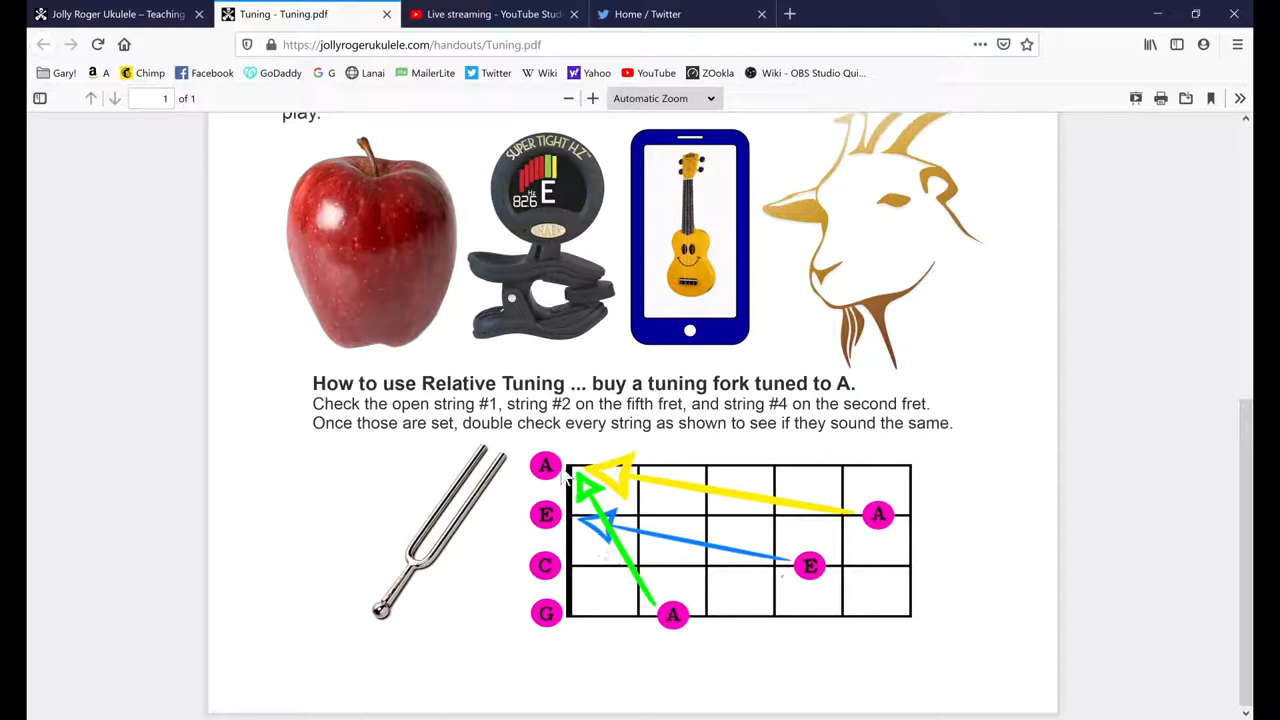 Jolly Roger Ukulele – Teaching
Tuning - Tuning.pdf
Live streaming - YouTube Stud
Home / Twitter
https://jollyrogerukulele.com/handouts/Tuning.pdf
Gary!
A
Chimp
Facebook
GoDaddy
G
Lanai
MailerLite
Twitter
Wiki
Yahoo
YouTube
ZOokla
Wiki - OBS Studio Qui...
1 of 1
Automatic Zoom
play.
SUPER TIGHT HZ™
E
Hz
826
How to use Relative Tuning ... buy a tuning fork tuned to A.
Check the open string #1, string #2 on the fifth fret, and string #4 on the second fret.
Once those are set, double check every string as shown to see if they sound the same.
A
E A
C E
G A